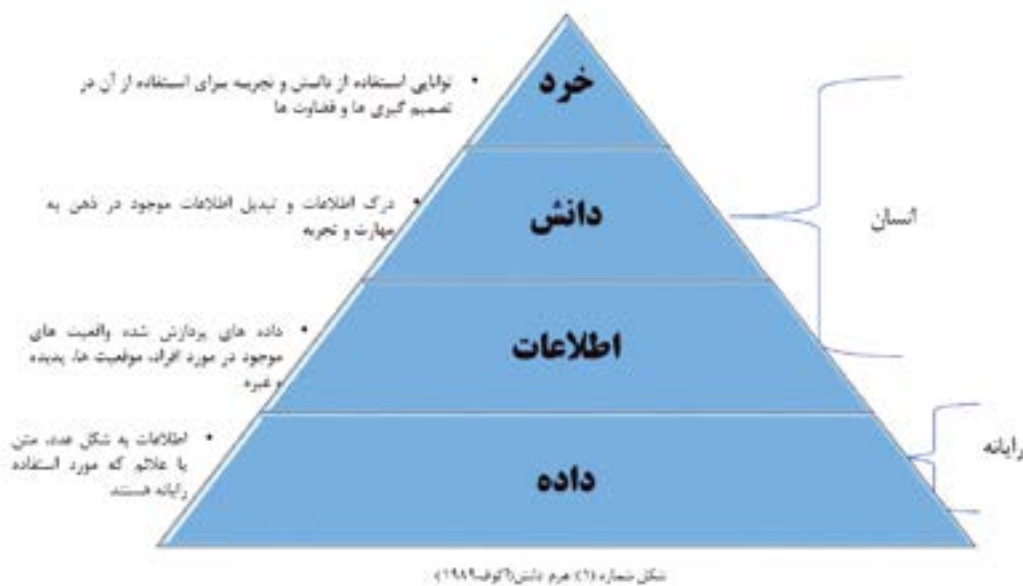 خرد
• توانایی استفاده از دانش و تجربه برای استفاده از آن در
تصمیم گیری ها و قضاوت ها
دانش
• درک اطلاعات و تبدیل اطلاعات موجود در ذهن به
مهارت و تجربه
انسان
اطلاعات
• داده های پردازش شده واقعیت های
موجود در مورد افراد، موقعیت ها، پدیده
و غیره
داده
• اطلاعات به شکل عدد، متن
یا علائم که مورد استفاده
رایانه هستند
رایانه
شکل شماره (۱): هرم دانش(اکوف،۱۹۸۹)